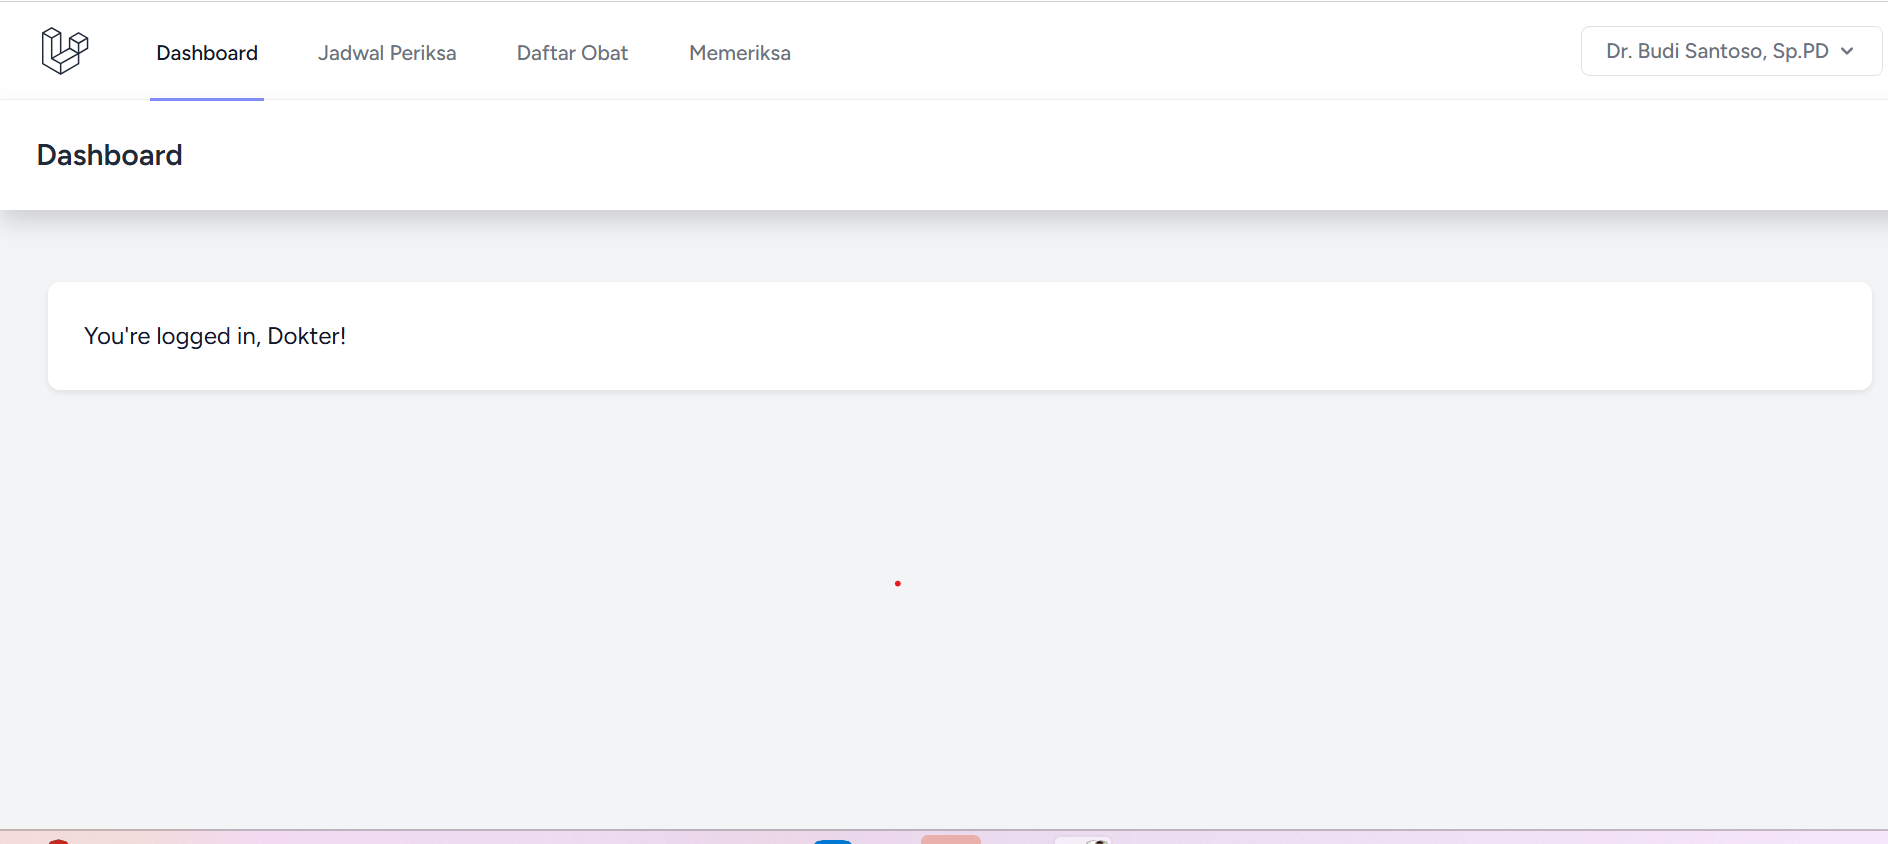 Dashboard
Jadwal Periksa
Daftar Obat
Memeriksa
Dr. Budi Santoso, Sp.PD
Dashboard
You're logged in, Dokter!